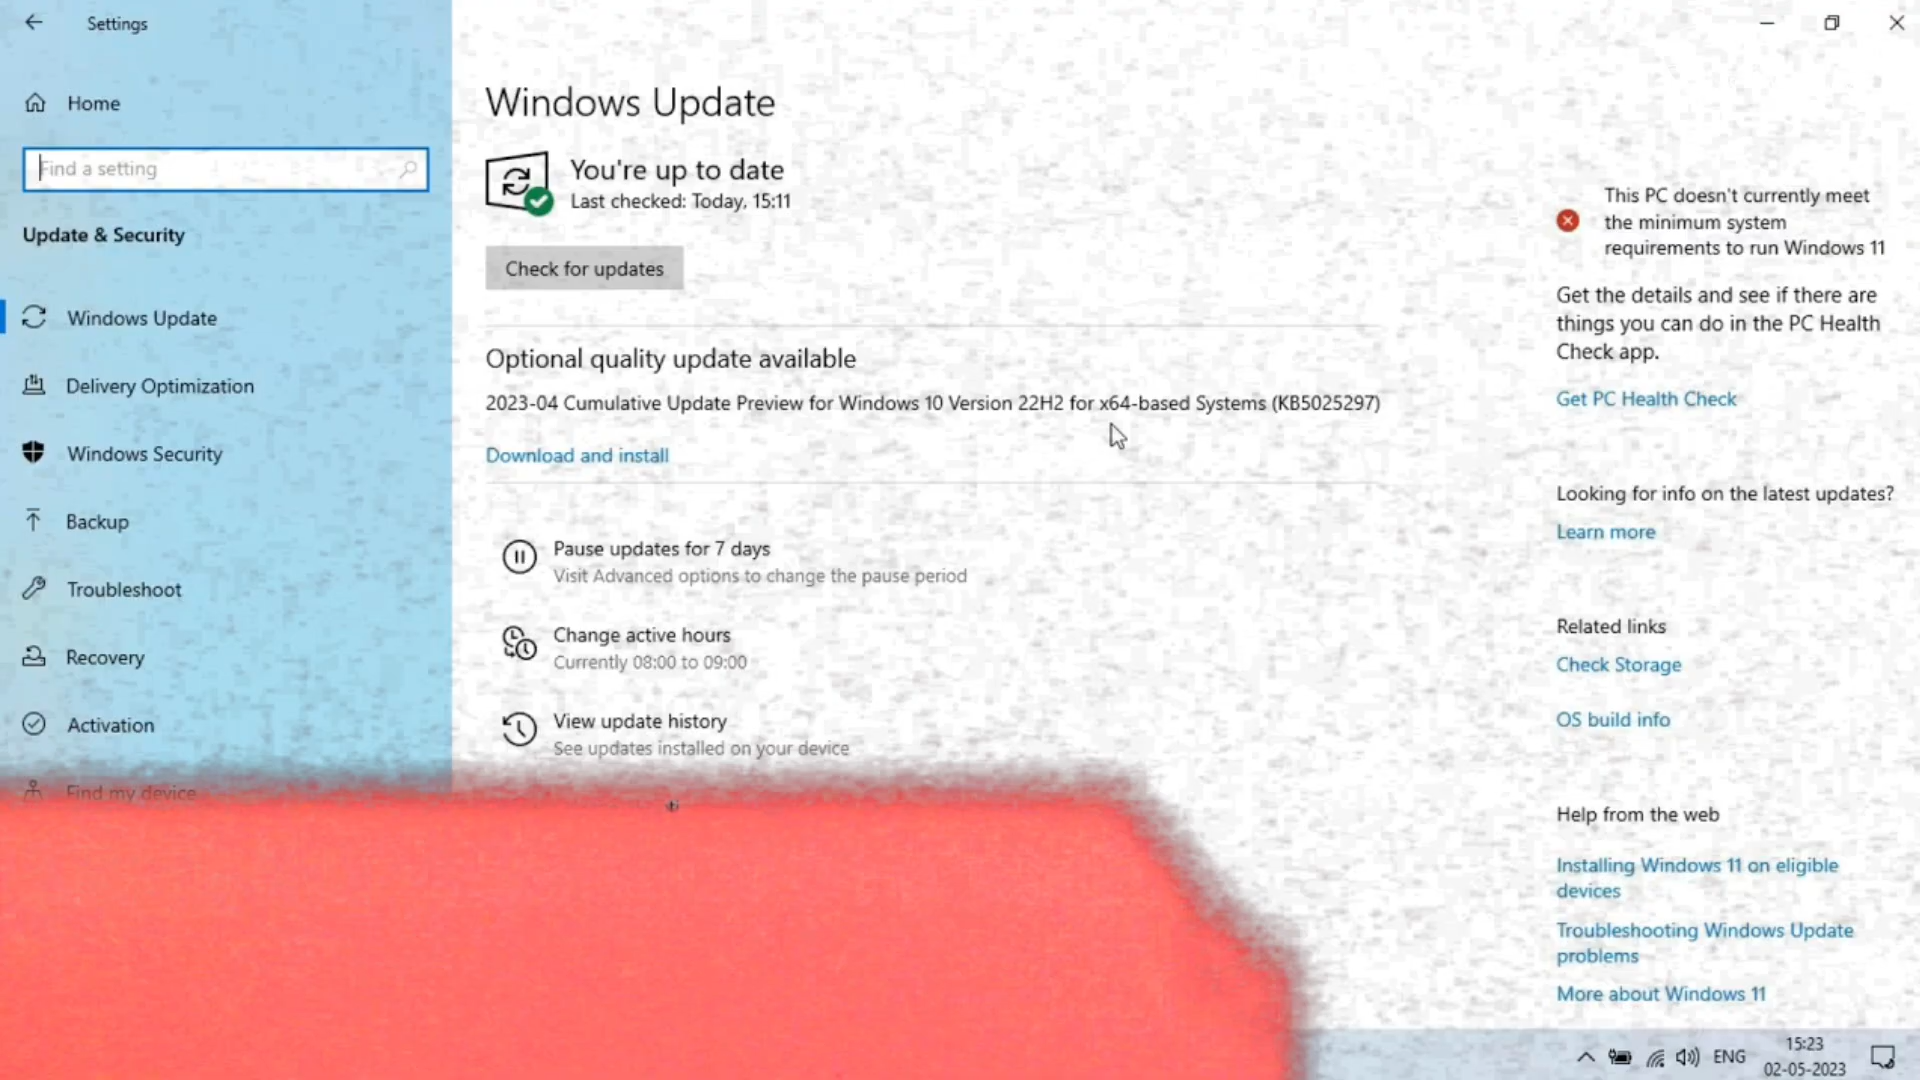 Settings
Home
Find a setting
Update & Security
Windows Update
Delivery Optimization
Windows Security
Backup
Troubleshoot
Recovery
Activation
Find my device
Windows Update
You're up to date
Last checked: Today, 15:11
Check for updates
Optional quality update available
2023-04 Cumulative Update Preview for Windows 10 Version 22H2 for x64-based Systems (KB5025297)
Download and install
Pause updates for 7 days
Visit Advanced options to change the pause period
Change active hours
Currently 08:00 to 09:00
View update history
See updates installed on your device
This PC doesn't currently meet
the minimum system
requirements to run Windows 11
Get the details and see if there are
things you can do in the PC Health
Check app.
Get PC Health Check
Looking for info on the latest updates?
Learn more
Related links
Check Storage
OS build info
Help from the web
Installing Windows 11 on eligible
devices
Troubleshooting Windows Update
problems
More about Windows 11
ENG
15:23
02-05-2023